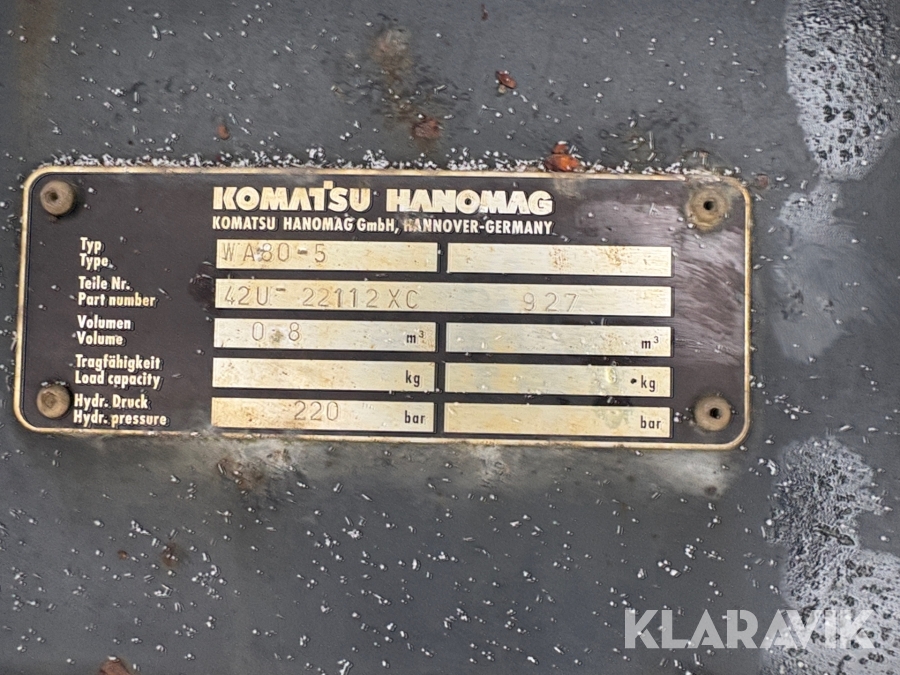 KOMATSU HANOMAG
KOMATSU HANOMAG GmbH, HANNOVER-GERMANY
Typ
Type
WA80-5
Teile Nr.
Part number
42U-22112XC 927
Volumen
Volume
0.8 m³ m³
Tragfähigkeit
Load capacity
kg kg
Hydr. Druck
Hydr. pressure
220 bar bar
KLARAVIK